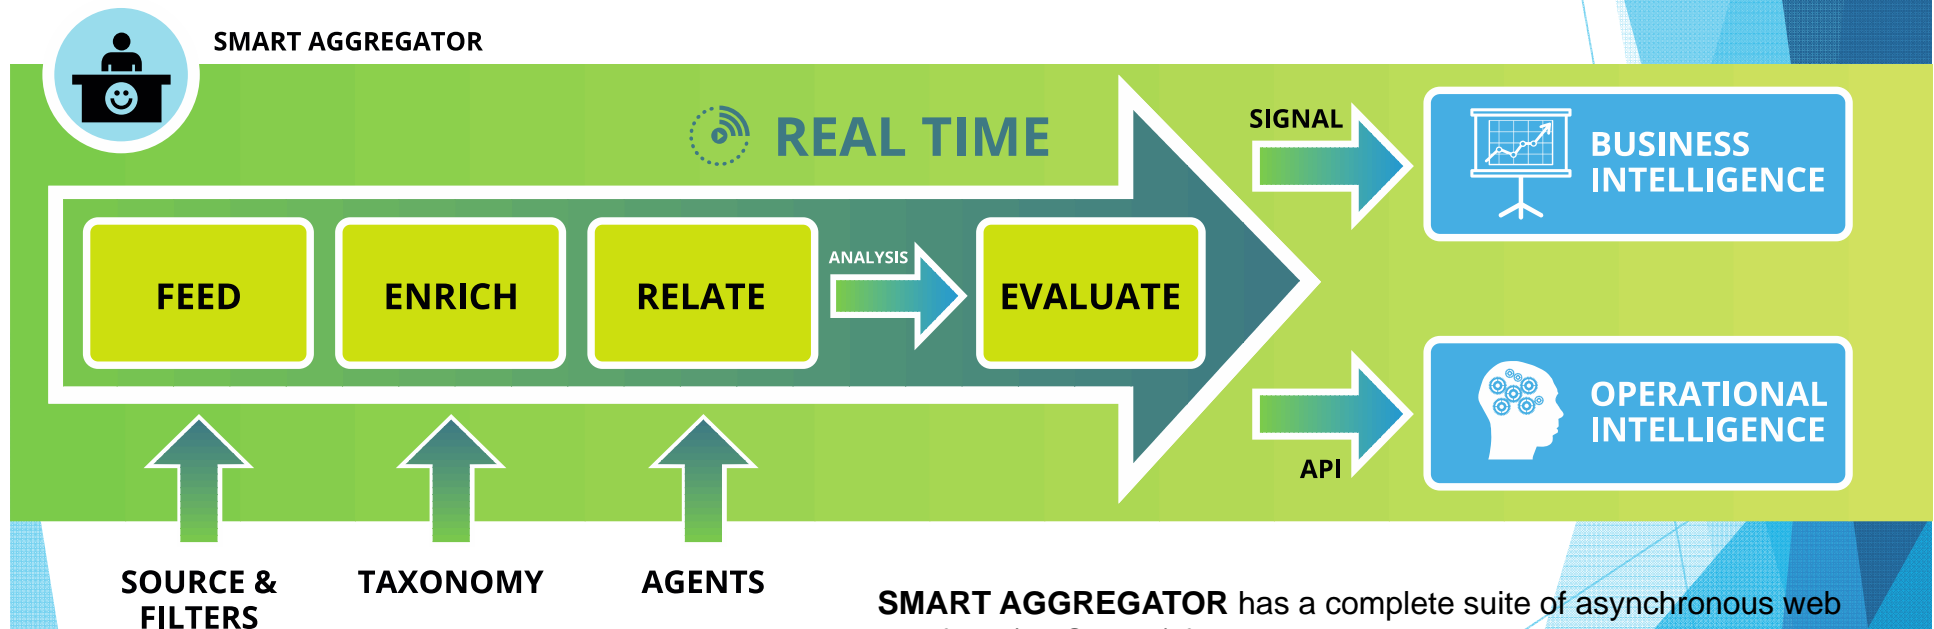 SMART AGGREGATOR
REAL TIME
FEED
ENRICH
RELATE
ANALYSIS
EVALUATE
SIGNAL
BUSINESS
INTELLIGENCE
API
OPERATIONAL
INTELLIGENCE
SOURCE &
FILTERS
TAXONOMY
AGENTS
SMART AGGREGATOR has a complete suite of asynchronous web